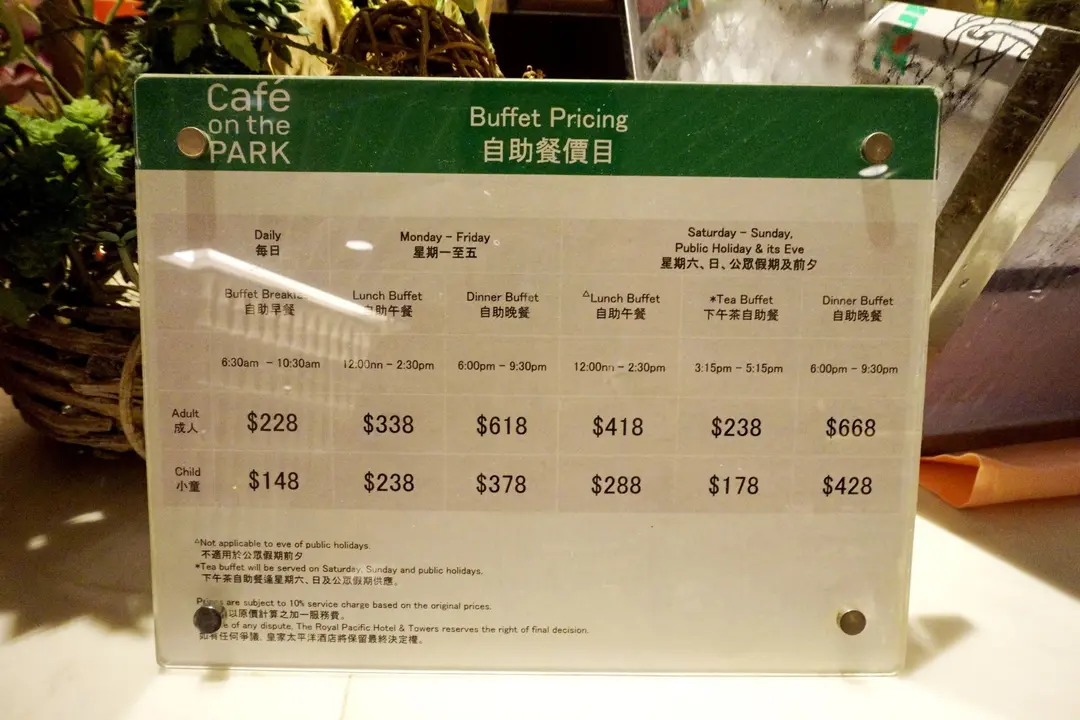 Café
on the
PARK
Buffet Pricing
自助餐價目
Daily
每日
Monday - Friday
星期一至五
Saturday - Sunday,
Public Holiday & its Eve
星期六、日、公眾假期及前夕
Buffet
自助早餐
Lunch Buffet
自助午餐
Dinner Buffet
自助晚餐
△Lunch Buffet
自助午餐
*Tea Buffet
下午茶自助餐
Dinner Buffet
自助晚餐
6:30am - 10:30am
12:00nn - 2:30pm
6:00pm - 9:30pm
12:00nn - 2:30pm
3:15pm - 5:15pm
6:00pm - 9:30pm
Adult
成人
$228
$338
$618
$418
$238
$668
Child
小童
$148
$238
$378
$288
$178
$428
△Not applicable to eve of public holidays.
不適用於公眾假期前夕
*Tea buffet will be served on Saturday, Sunday and public holidays.
下午茶自助餐逢星期六、日及公眾假期供應。
Prices are subject to 10% service charge based on the original prices.
以原價計算之加一服務費。
of any dispute. The Royal Pacific Hotel & Towers reserves the right of final decision.
如有任何爭議，皇家太平洋酒店將保留最終決定權。